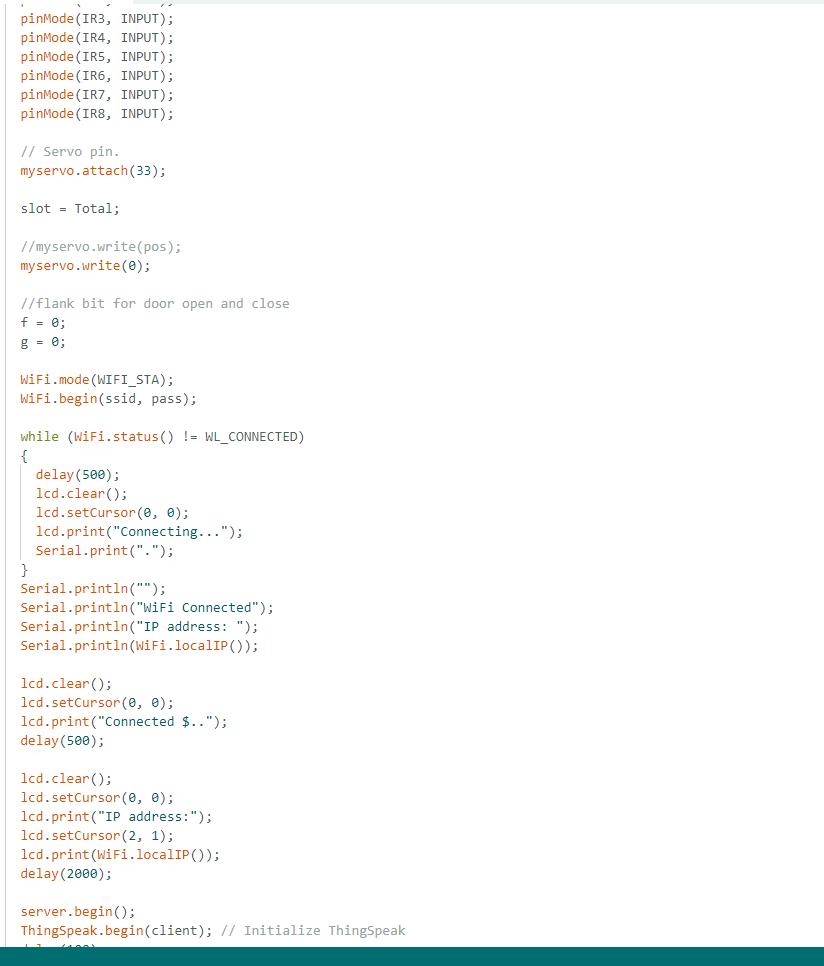 pinMode(IR3, INPUT);
pinMode(IR4, INPUT);
pinMode(IR5, INPUT);
pinMode(IR6, INPUT);
pinMode(IR7, INPUT);
pinMode(IR8, INPUT);

// Servo pin.
myservo.attach(33);

slot = Total;

//myservo.write(pos);
myservo.write(0);

//flank bit for door open and close
f = 0;
g = 0;

WiFi.mode(WIFI_STA);
WiFi.begin(ssid, pass);

while (WiFi.status() != WL_CONNECTED)
{
  delay(500);
  lcd.clear();
  lcd.setCursor(0, 0);
  lcd.print("Connecting...");
  Serial.print(".");
}
Serial.println("");
Serial.println("WiFi Connected");
Serial.println("IP address: ");
Serial.println(WiFi.localIP());

lcd.clear();
lcd.setCursor(0, 0);
lcd.print("Connected $..");
delay(500);

lcd.clear();
lcd.setCursor(0, 0);
lcd.print("IP address:");
lcd.setCursor(2, 1);
lcd.print(WiFi.localIP());
delay(2000);

server.begin();
ThingSpeak.begin(client); // Initialize ThingSpeak